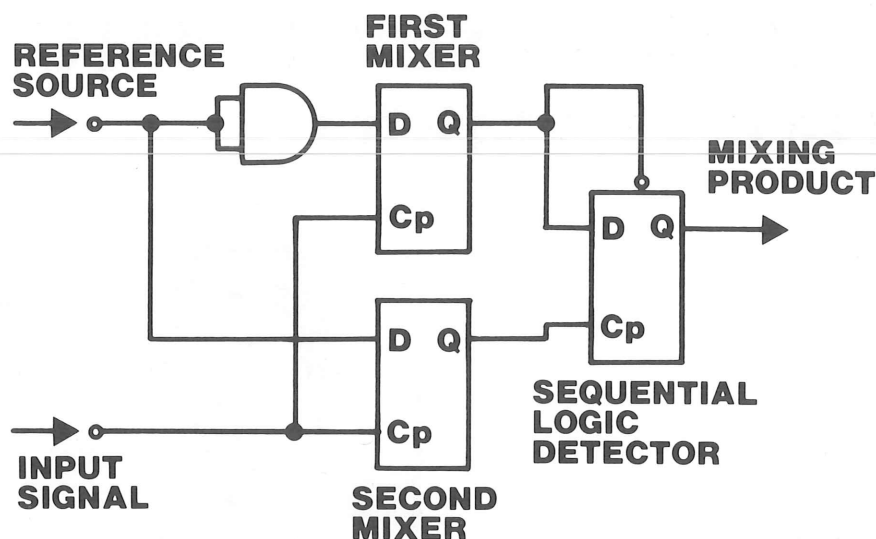 REFERENCE
SOURCE
FIRST
MIXER
D Q
Cp
MIXING
PRODUCT
D Q
Cp
D Q
Cp
SEQUENTIAL
LOGIC
DETECTOR
INPUT
SIGNAL
SECOND
MIXER